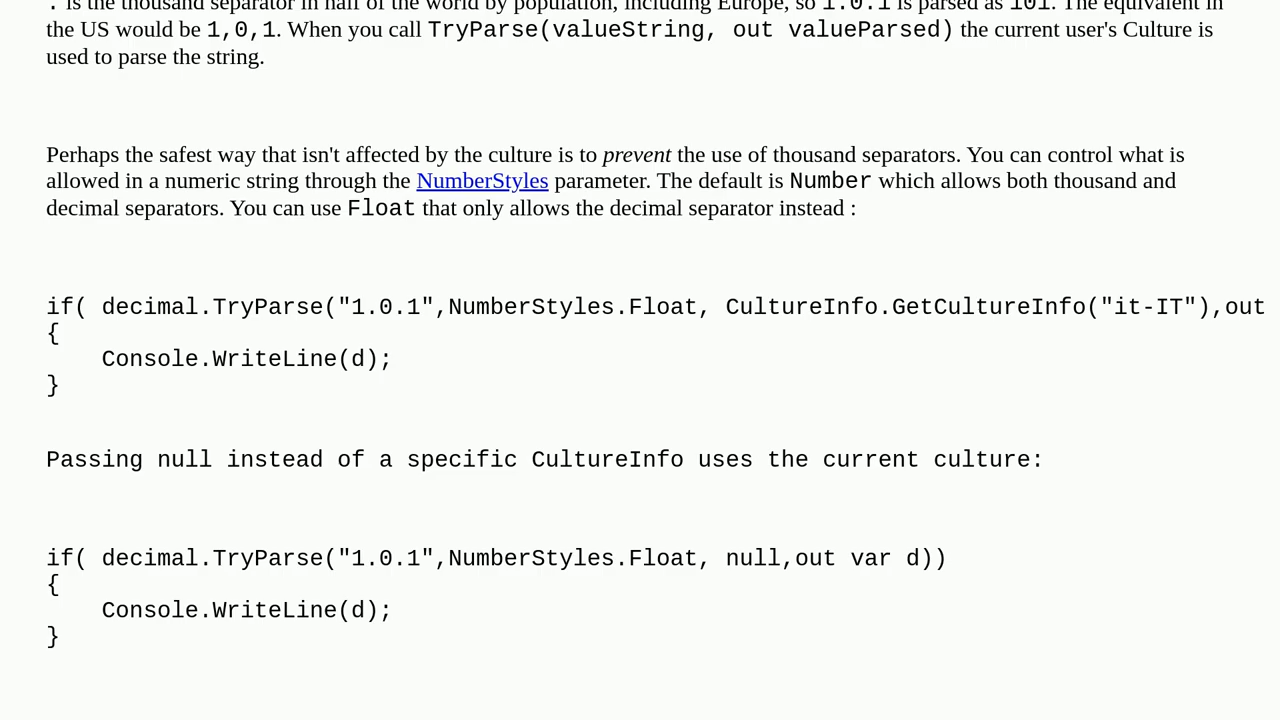 . is the thousand separator in half of the world by population, including Europe, so 1.0.1 is parsed as 101. The equivalent in
the US would be 1,0,1. When you call TryParse(valueString, out valueParsed) the current user's Culture is
used to parse the string.
Perhaps the safest way that isn't affected by the culture is to prevent the use of thousand separators. You can control what is
allowed in a numeric string through the NumberStyles parameter. The default is Number which allows both thousand and
decimal separators. You can use Float that only allows the decimal separator instead :
if( decimal.TryParse("1.0.1",NumberStyles.Float, CultureInfo.GetCultureInfo("it-IT"),out
{
    Console.WriteLine(d);
}
Passing null instead of a specific CultureInfo uses the current culture:
if( decimal.TryParse("1.0.1",NumberStyles.Float, null,out var d))
{
    Console.WriteLine(d);
}